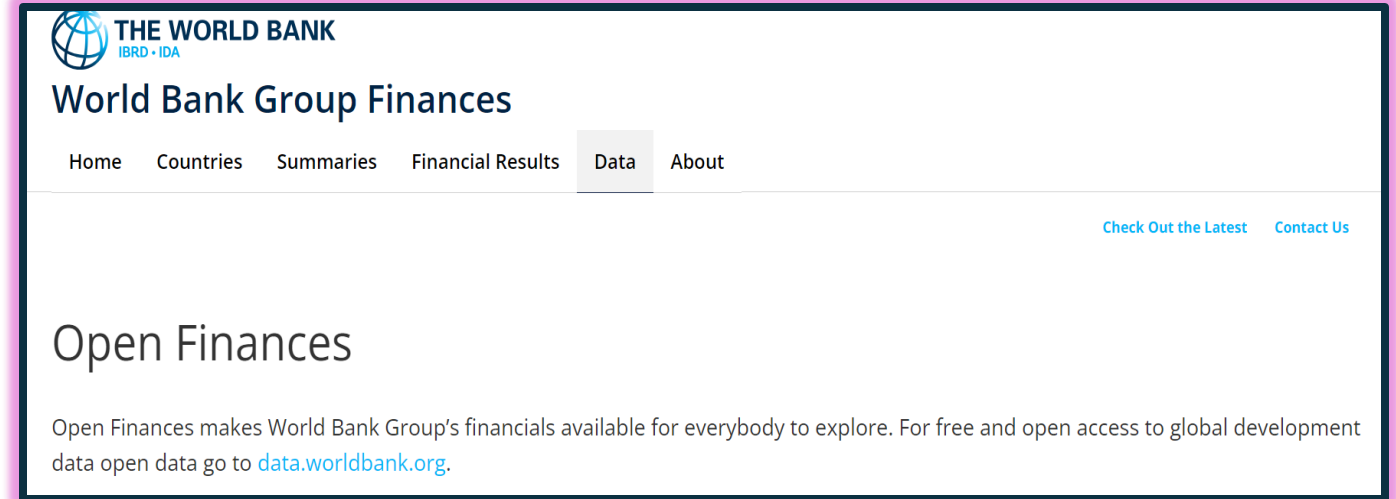 THE WORLD BANK
IBRD • IDA
World Bank Group Finances
Home Countries Summaries Financial Results Data About
Check Out the Latest Contact Us
Open Finances
Open Finances makes World Bank Group's financials available for everybody to explore. For free and open access to global development
data open data go to data.worldbank.org.